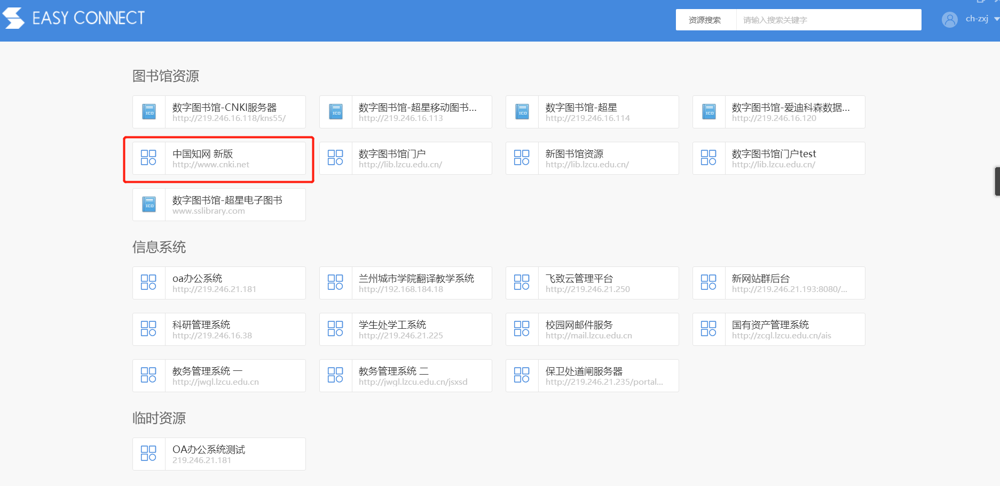 EASY CONNECT
资源搜索
请输入搜索关键字
ch-zxj
图书馆资源
数字图书馆-CNKI服务器
http://219.246.16.118/kns55/
数字图书馆-超星移动图书...
http://219.246.16.113
数字图书馆-超星
http://219.246.16.114
数字图书馆-爱迪科森数据...
http://219.246.16.120
中国知网 新版
http://www.cnki.net
数字图书馆门户
http://lib.lzcu.edu.cn/
新图书馆资源
http://lib.lzcu.edu.cn/
数字图书馆门户test
http://lib.lzcu.edu.cn/
数字图书馆-超星电子图书
www.sslibrary.com
信息系统
oa办公系统
http://219.246.21.181
兰州城市学院翻译教学系统
http://192.168.184.18
飞致云管理平台
http://219.246.21.250
新网站群后台
http://219.246.21.193:8080/...
科研管理系统
http://219.246.16.38
学生处学工系统
http://219.246.21.225
校园网邮件服务
http://mail.lzcu.edu.cn
国有资产管理系统
http://zcgl.lzcu.edu.cn/ais
教务管理系统 一
http://jwgl.lzcu.edu.cn
教务管理系统 二
http://jwgl.lzcu.edu.cn/jsxsd
保卫处道闸服务器
http://219.246.21.235/portal...
临时资源
OA办公系统测试
219.246.21.181